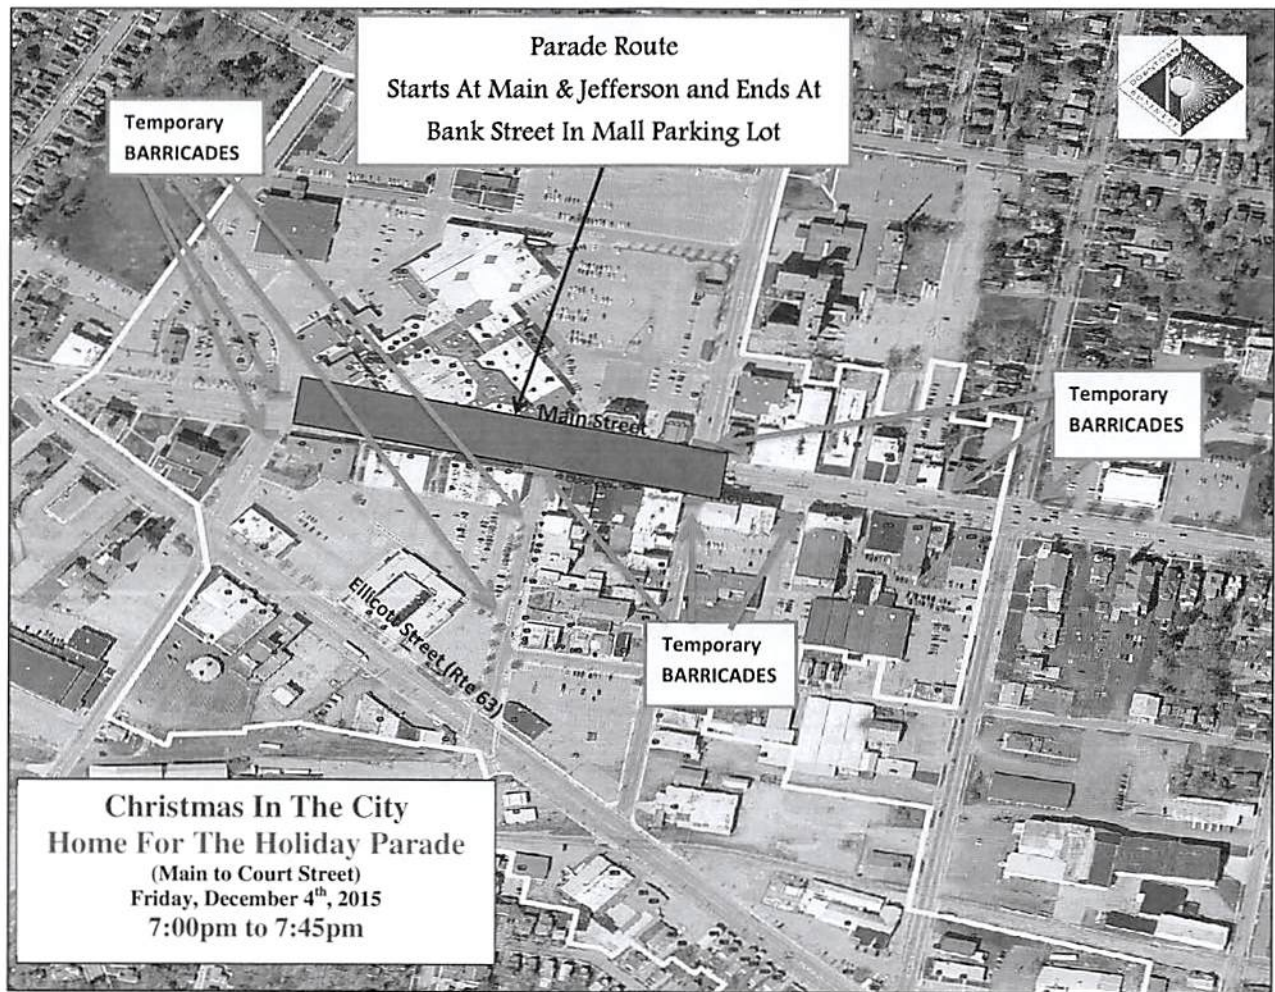 Parade Route
Starts At Main & Jefferson and Ends At
Bank Street In Mall Parking Lot
DOWNTOWN
BUSINESS
Temporary
BARRICADES
Temporary
BARRICADES
Main Street
Temporary
BARRICADES
Ellicott Street (Rte 63)
Christmas In The City
Home For The Holiday Parade
(Main to Court Street)
Friday, December 4th, 2015
7:00pm to 7:45pm